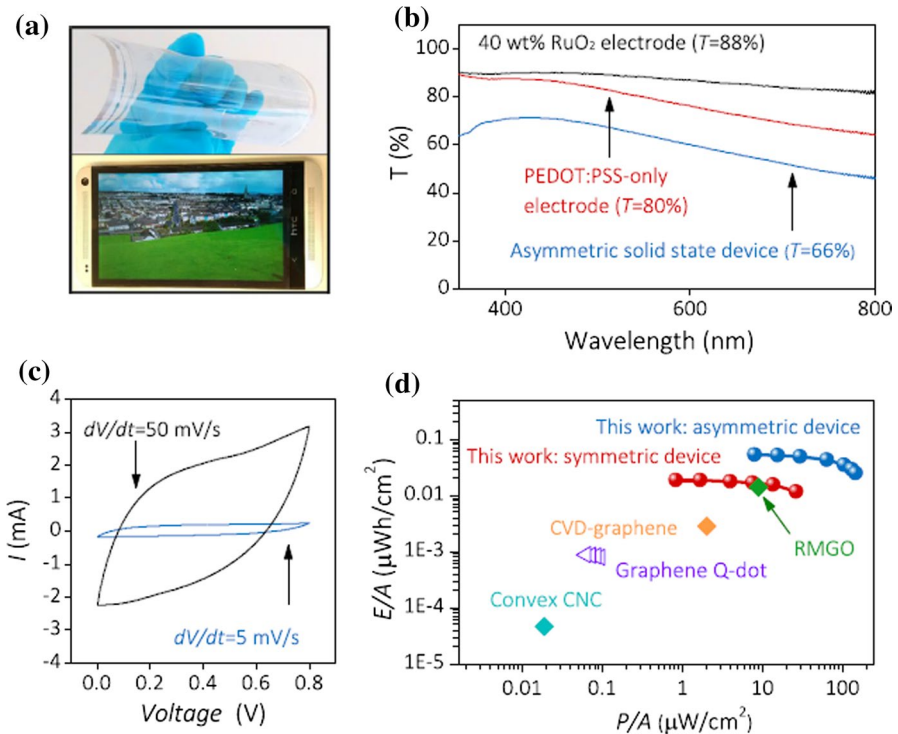 (a)
hTC
(b)
100
80
60
40
20
0
T (%)
40 wt% RuO₂ electrode (T=88%)
PEDOT:PSS-only
electrode (T=80%)
Asymmetric solid state device (T=66%)
400
600
800
Wavelength (nm)
(c)
4
3
2
1
0
-1
-2
-3
-4
I (mA)
dV/dt=50 mV/s
dV/dt=5 mV/s
0.0
0.2
0.4
0.6
0.8
Voltage (V)
(d)
0.1
0.01
1E-3
1E-4
1E-5
E/A (μWh/cm²)
This work: asymmetric device
This work: symmetric device
CVD-graphene
RMGO
Graphene Q-dot
Convex CNC
0.01
0.1
1
10
100
P/A (μW/cm²)